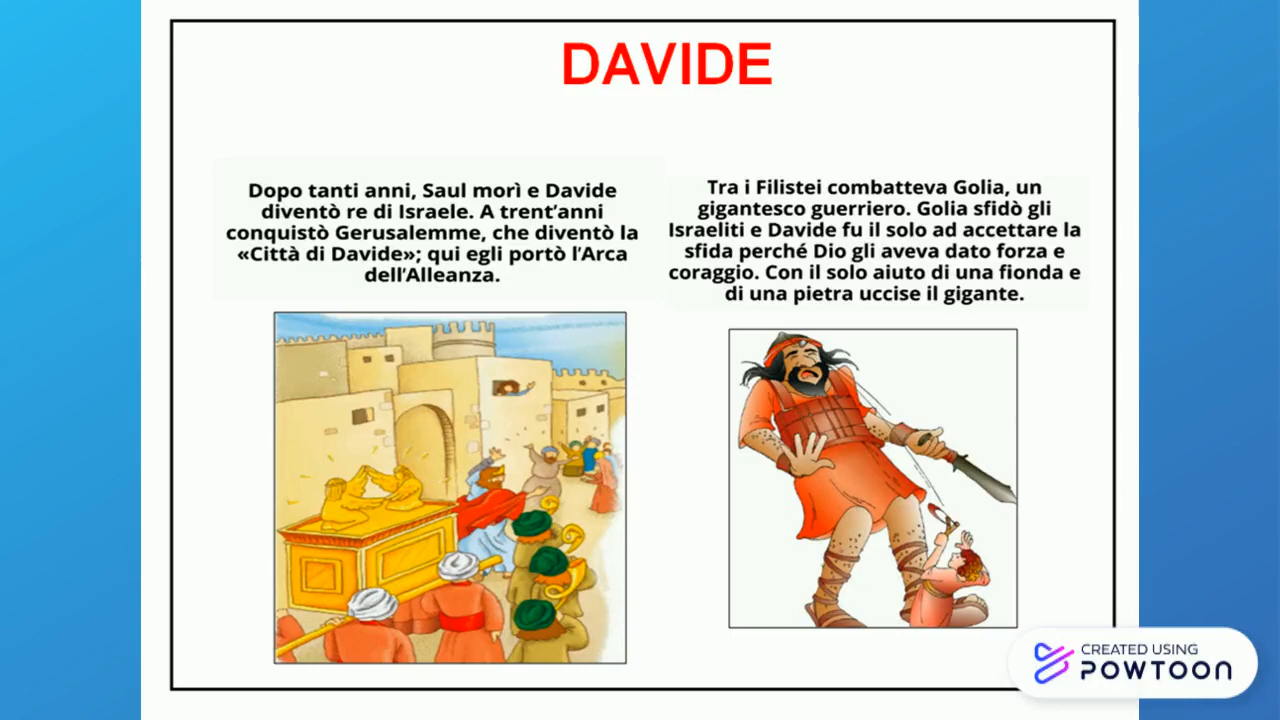 DAVIDE
Dopo tanti anni, Saul morì e Davide
diventò re di Israele. A trent’anni
conquistò Gerusalemme, che diventò la
«Città di Davide»; qui egli portò l’Arca
dell’Alleanza.
Tra i Filistei combatteva Golia, un
gigantesco guerriero. Golia sfidò gli
Israeliti e Davide fu il solo ad accettare la
sfida perché Dio gli aveva dato forza e
coraggio. Con il solo aiuto di una fionda e
di una pietra uccise il gigante.
CREATED USING
POWTOON